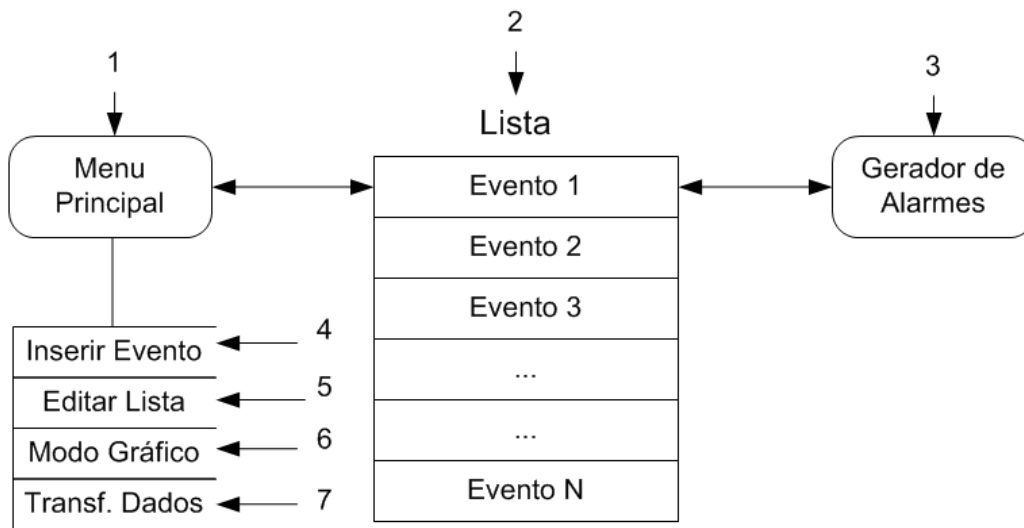 1
2
3
Lista
Menu
Principal
Evento 1
Gerador de
Alarmes
Evento 2
Evento 3
...
...
Evento N
Inserir Evento
4
Editar Lista
5
Modo Gráfico
6
Transf. Dados
7